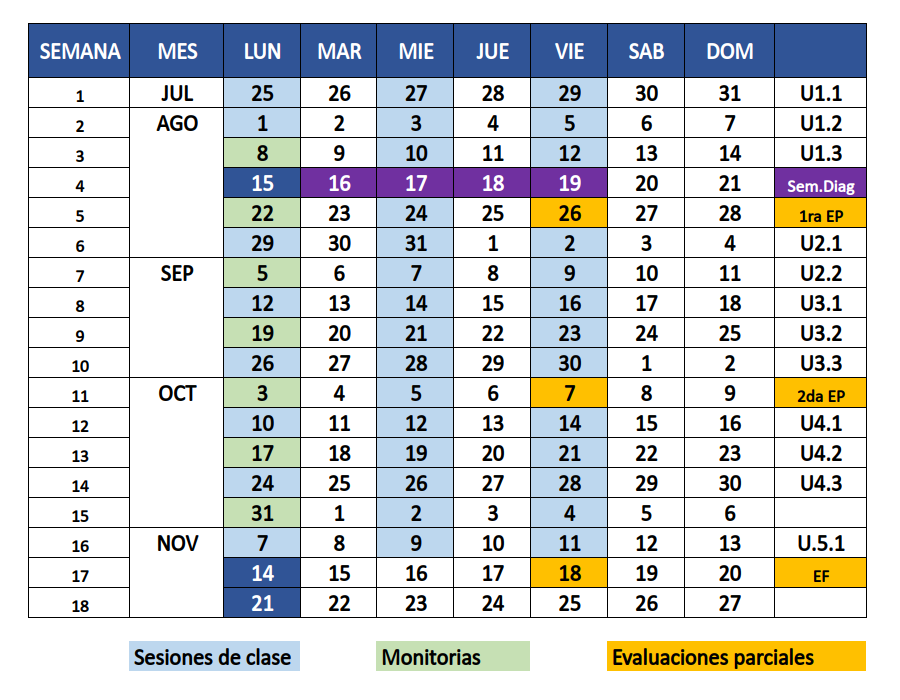 SEMANA MES LUN MAR MIE JUE VIE SAB DOM
1 JUL 25 26 27 28 29 30 31 U1.1
2 AGO 1 2 3 4 5 6 7 U1.2
3 8 9 10 11 12 13 14 U1.3
4 15 16 17 18 19 20 21 Sem.Diag
5 22 23 24 25 26 27 28 1ra EP
6 29 30 31 1 2 3 4 U2.1
7 SEP 5 6 7 8 9 10 11 U2.2
8 12 13 14 15 16 17 18 U3.1
9 19 20 21 22 23 24 25 U3.2
10 26 27 28 29 30 1 2 U3.3
11 OCT 3 4 5 6 7 8 9 2da EP
12 10 11 12 13 14 15 16 U4.1
13 17 18 19 20 21 22 23 U4.2
14 24 25 26 27 28 29 30 U4.3
15 31 1 2 3 4 5 6
16 NOV 7 8 9 10 11 12 13 U.5.1
17 14 15 16 17 18 19 20 EF
18 21 22 23 24 25 26 27
Sesiones de clase Monitorias Evaluaciones parciales